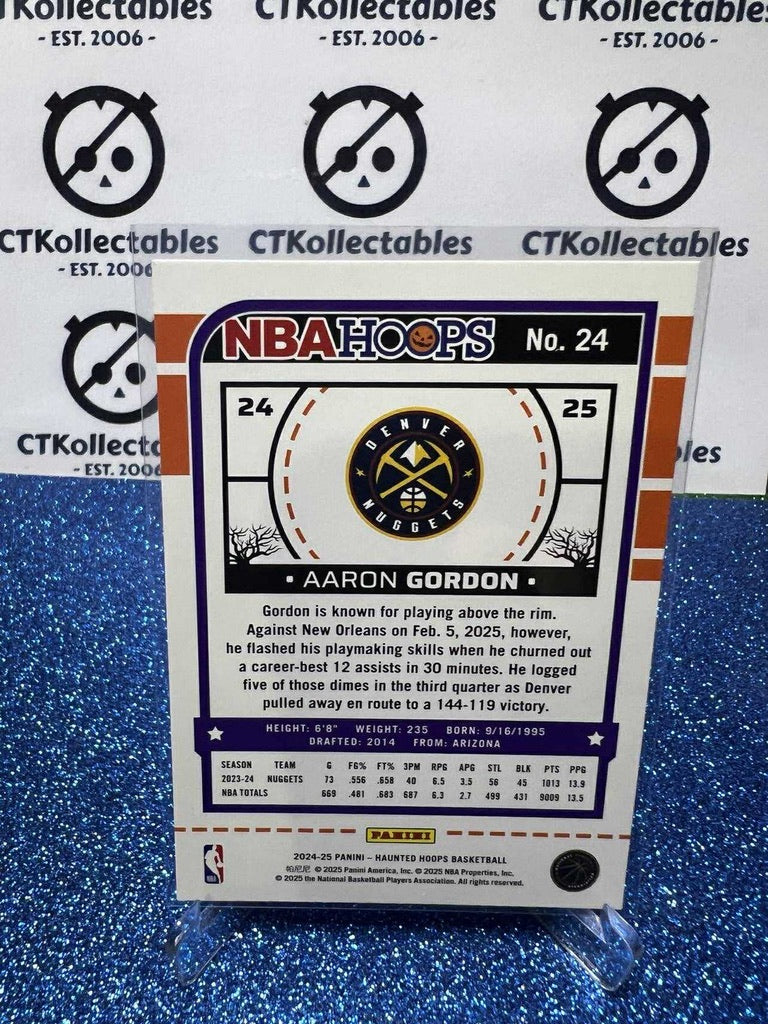 CTKollectables CTKollectables CTKollectables
- EST. 2006 - - EST. 2006 - - EST. 2006 -
CTKollectables CTKollectables CTKollectables
- EST. 2006
CTKollecta
- EST. 2006
NBA HOOPS No. 24
24 25
DENVER
NUGGETS
• AARON GORDON •
Gordon is known for playing above the rim.
Against New Orleans on Feb. 5, 2025, however,
he flashed his playmaking skills when he churned out
a career-best 12 assists in 30 minutes. He logged
five of those dimes in the third quarter as Denver
pulled away en route to a 144-119 victory.
HEIGHT: 6'8" WEIGHT: 235 BORN: 9/16/1995
DRAFTED: 2014 FROM: ARIZONA
SEASON TEAM G FG% FT% 3PM RPG APG STL BLK PTS PPG
2023-24 NUGGETS 73 .556 .658 40 6.5 3.5 56 45 1013 13.9
NBA TOTALS 669 .481 .683 687 6.3 2.7 499 431 9009 13.5
PANINI
2024-25 PANINI – HAUNTED HOOPS BASKETBALL
帕尼尼 © 2025 Panini America, Inc. © 2025 NBA Properties, Inc.
© 2025 the National Basketball Players Association. All rights reserved.
NBA